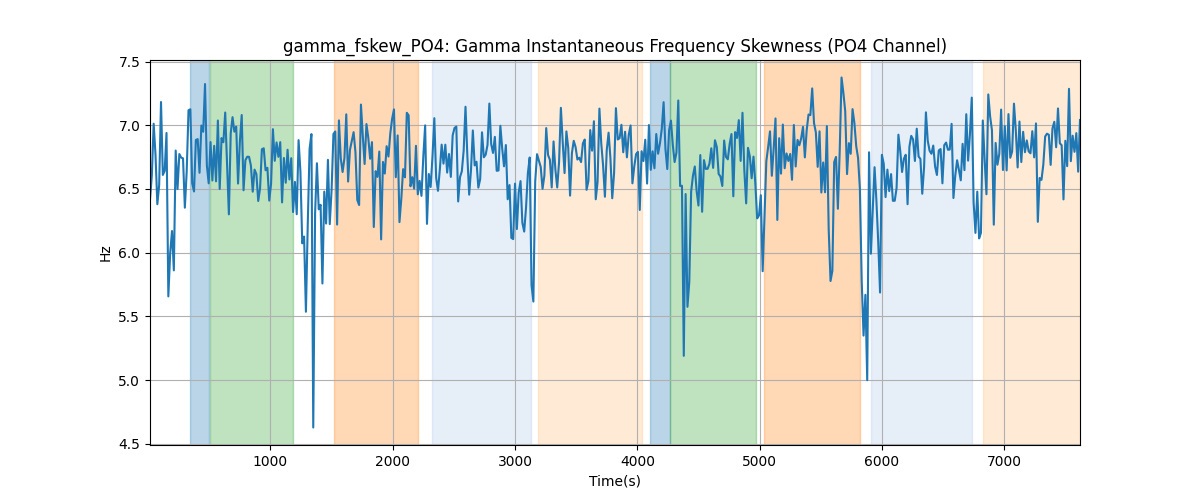 gamma_fskew_PO4: Gamma Instantaneous Frequency Skewness (PO4 Channel)
7.5
7.0
6.5
6.0
5.5
5.0
4.5
Hz
1000 2000 3000 4000 5000 6000 7000
Time(s)